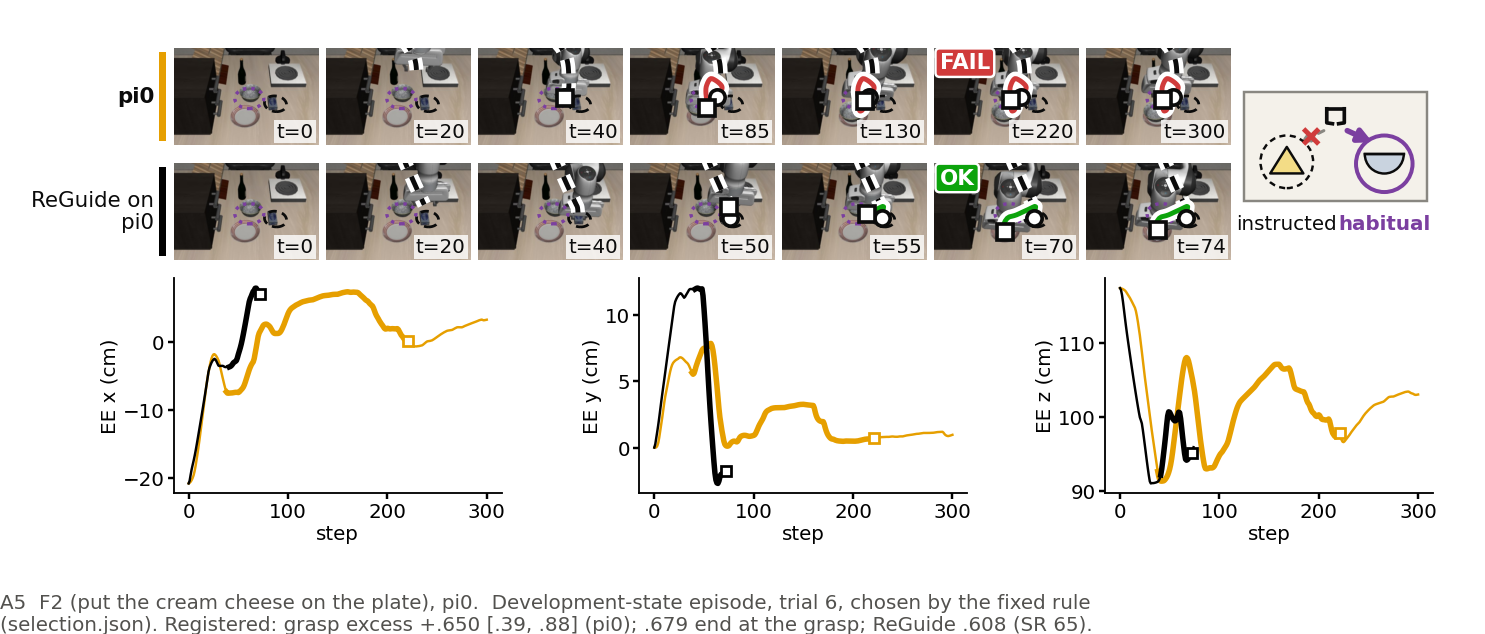 pi0
t=0
t=20
t=40
t=85
t=130
FAIL
t=220
t=300
ReGuide on
pi0
t=0
t=20
t=40
t=50
t=55
OK
t=70
t=74
instructed habitual
EE x (cm)
0
−10
−20
0 100 200 300
step
EE y (cm)
10
5
0
0 100 200 300
step
EE z (cm)
110
100
90
0 100 200 300
step
A5 F2 (put the cream cheese on the plate), pi0. Development-state episode, trial 6, chosen by the fixed rule
(selection.json). Registered: grasp excess +.650 [.39, .88] (pi0); .679 end at the grasp; ReGuide .608 (SR 65).